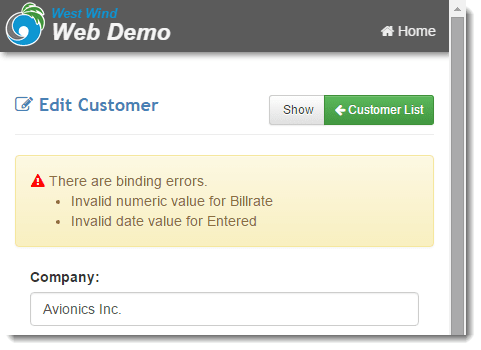 West Wind
Web Demo
Home
Edit Customer
Show
Customer List
There are binding errors.
• Invalid numeric value for Billrate
• Invalid date value for Entered
Company:
Avionics Inc.